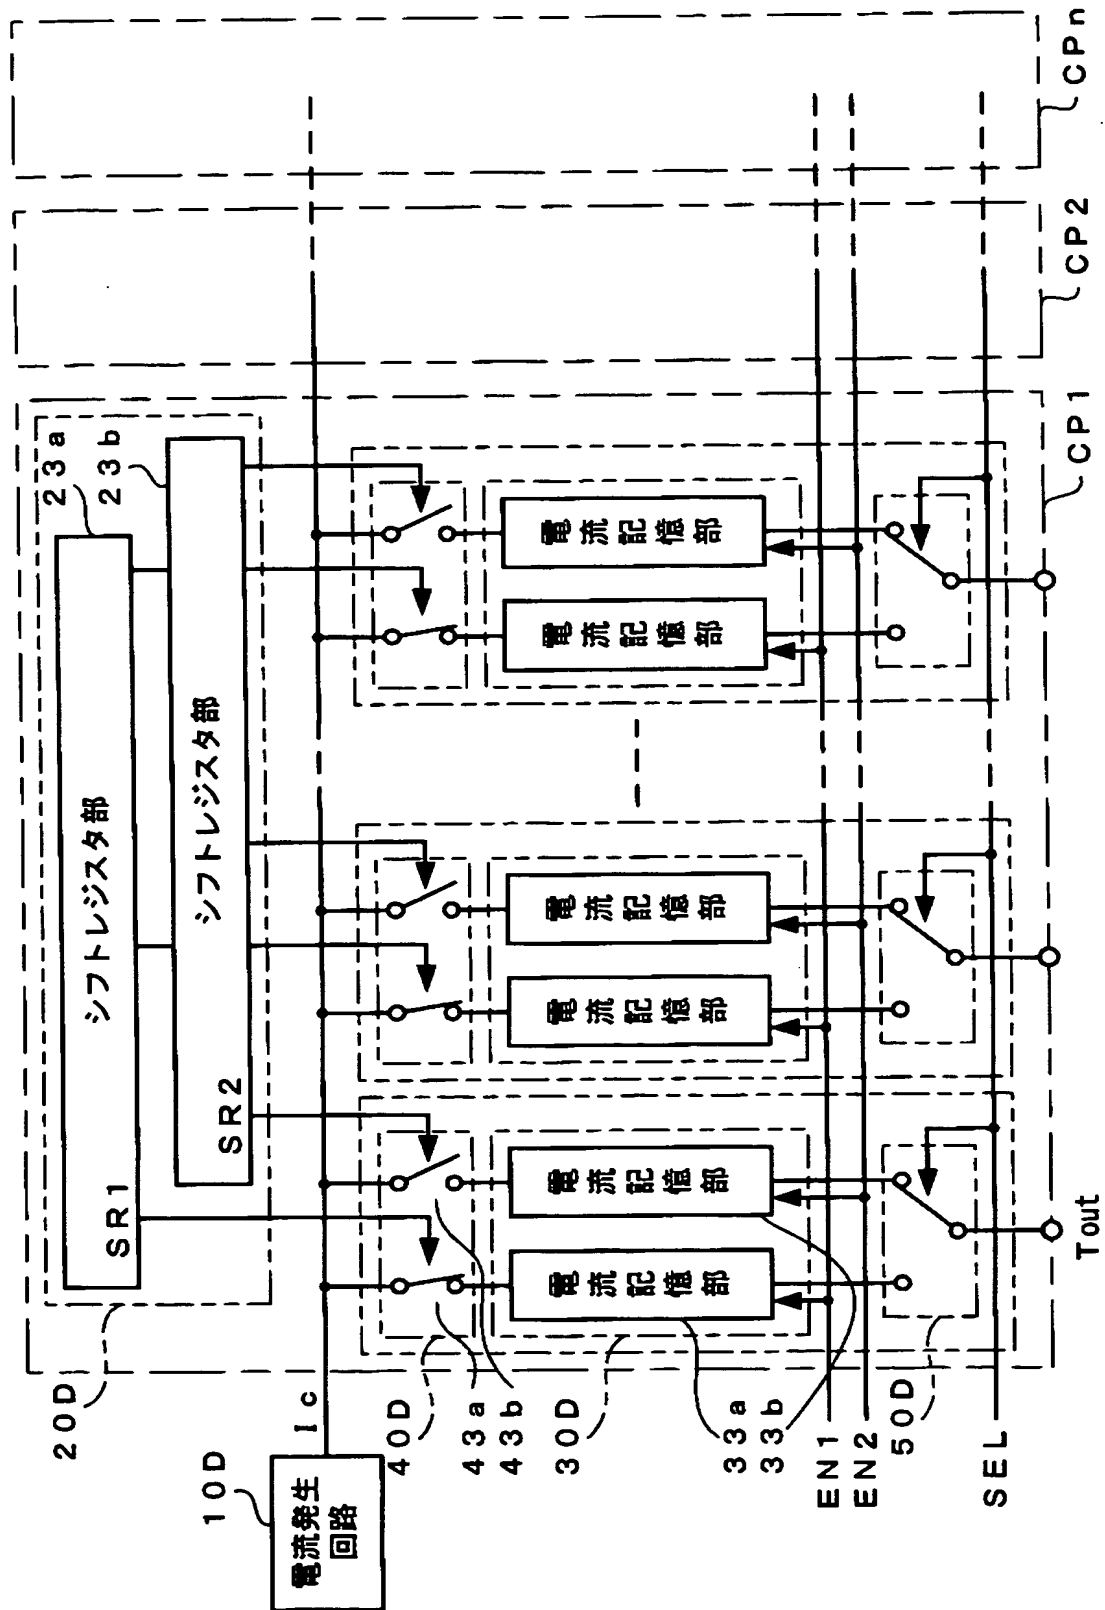 20D
シフトレジスタ部
SR1
23a
シフトレジスタ部
SR2
23b
10D
電流発生
回路
Ic
40D
43a
43b
30D
電流記憶部
電流記憶部
電流記憶部
電流記憶部
電流記憶部
電流記憶部
33a
33b
EN1
EN2
50D
SEL
Tout
CP1
CP2
CPn